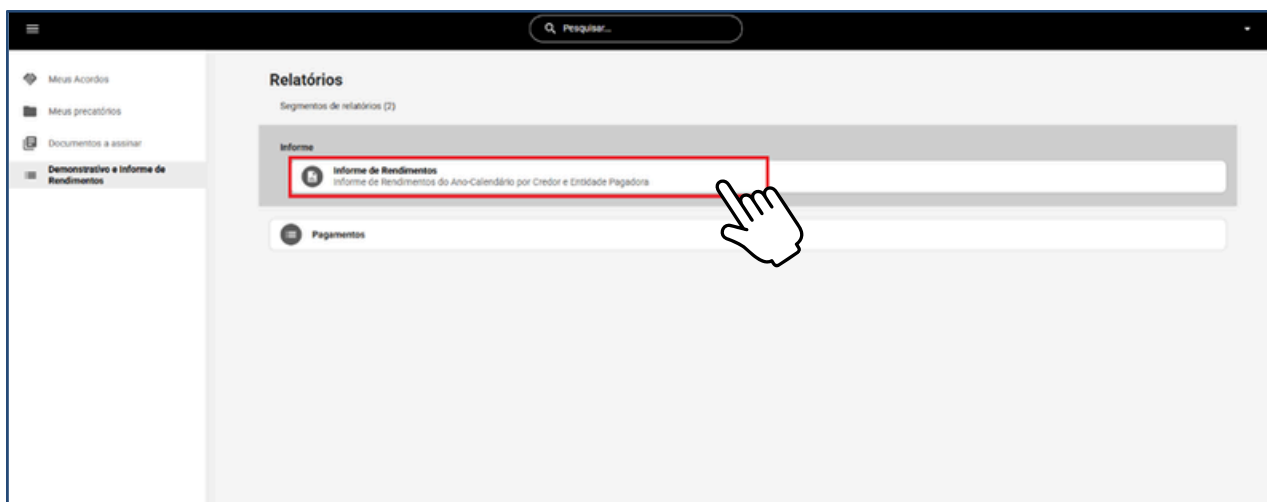 Pesquisar...
Meus Acordos
Meus precatórios
Documentos a assinar
Demonstrativo e Informe de
Rendimentos
Relatórios
Segmentos de relatórios (2)
Informe
Informe de Rendimentos
Informe de Rendimentos do Ano-Calendário por Credor e Entidade Pagadora
Pagamentos